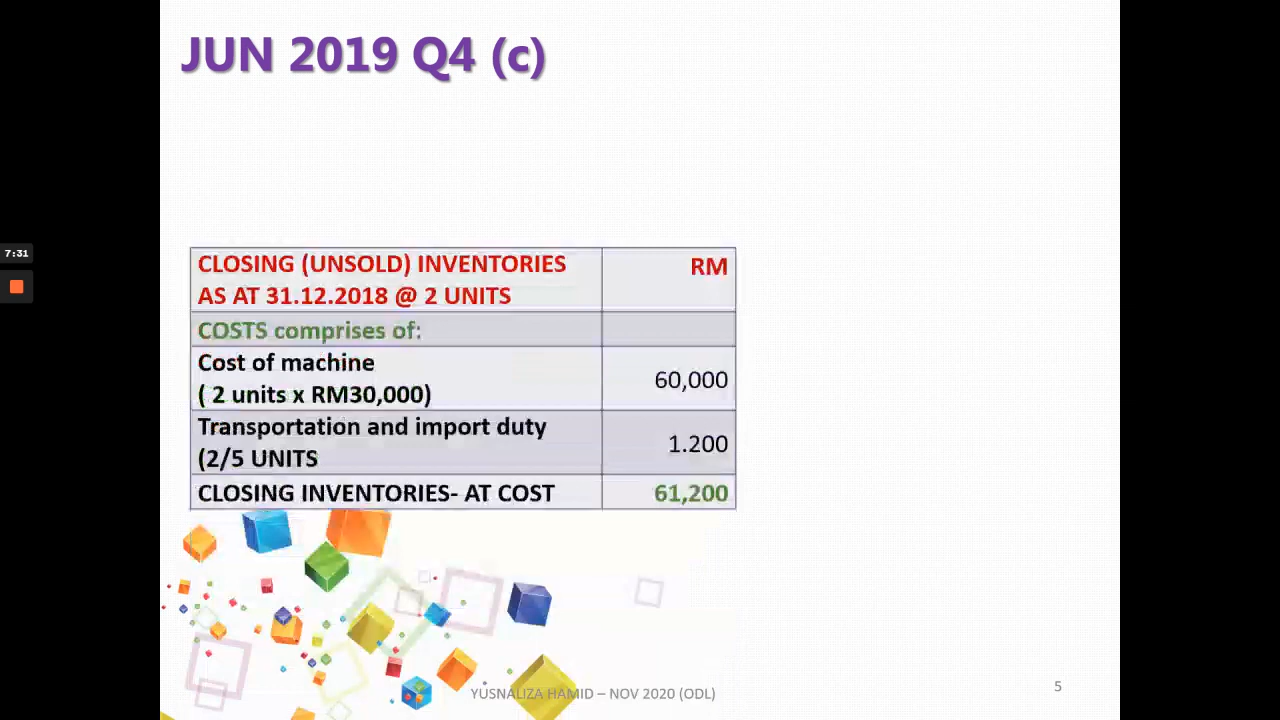 JUN 2019 Q4 (c)
7:31
CLOSING (UNSOLD) INVENTORIES RM
AS AT 31.12.2018 @ 2 UNITS
COSTS comprises of:
Cost of machine
( 2 units x RM30,000) 60,000
Transportation and import duty
(2/5 UNITS 1.200
CLOSING INVENTORIES- AT COST 61,200
YUSNALIZA HAMID – NOV 2020 (ODL)
5